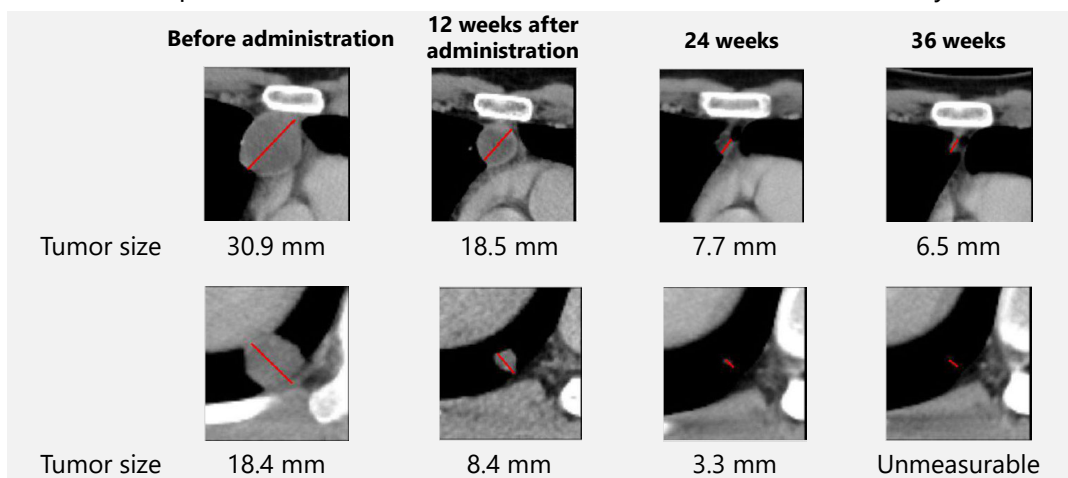 Before administration
12 weeks after
administration
24 weeks
36 weeks
Tumor size 30.9 mm 18.5 mm 7.7 mm 6.5 mm
Tumor size 18.4 mm 8.4 mm 3.3 mm Unmeasurable